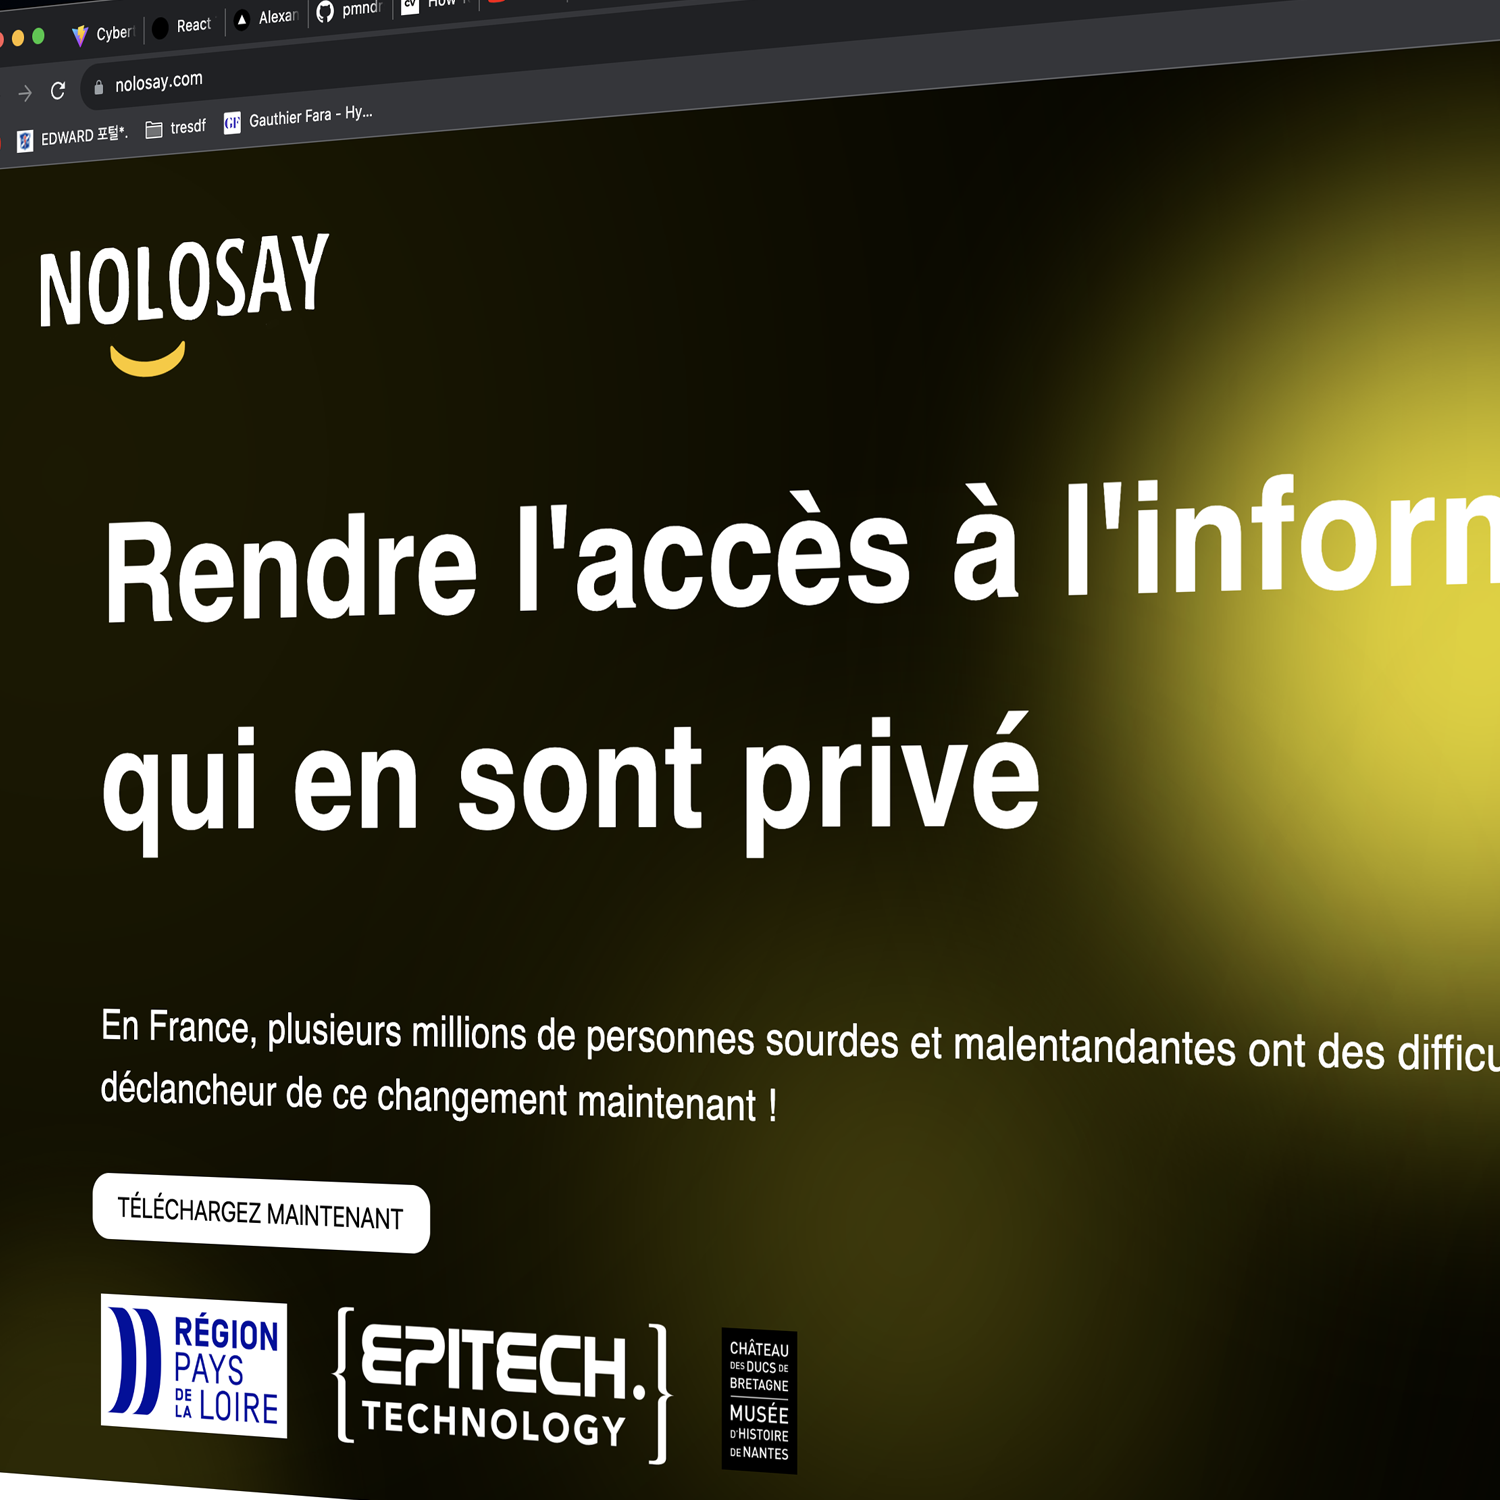 Cyber
React
Alexan
pmndr
How
nolosay.com
EDWARD 포털*.
tresdf
GF
Gauthier Fara - Hy...
NOLOSAY
Rendre l'accès à l'inform
qui en sont privé
En France, plusieurs millions de personnes sourdes et malentandantes ont des difficu
déclancheur de ce changement maintenant !
TÉLÉCHARGEZ MAINTENANT
RÉGION
PAYS
DE LA LOIRE
{EPITECH.}
TECHNOLOGY
CHÂTEAU
DES DUCS DE
BRETAGNE
MUSÉE
D'HISTOIRE
DE NANTES